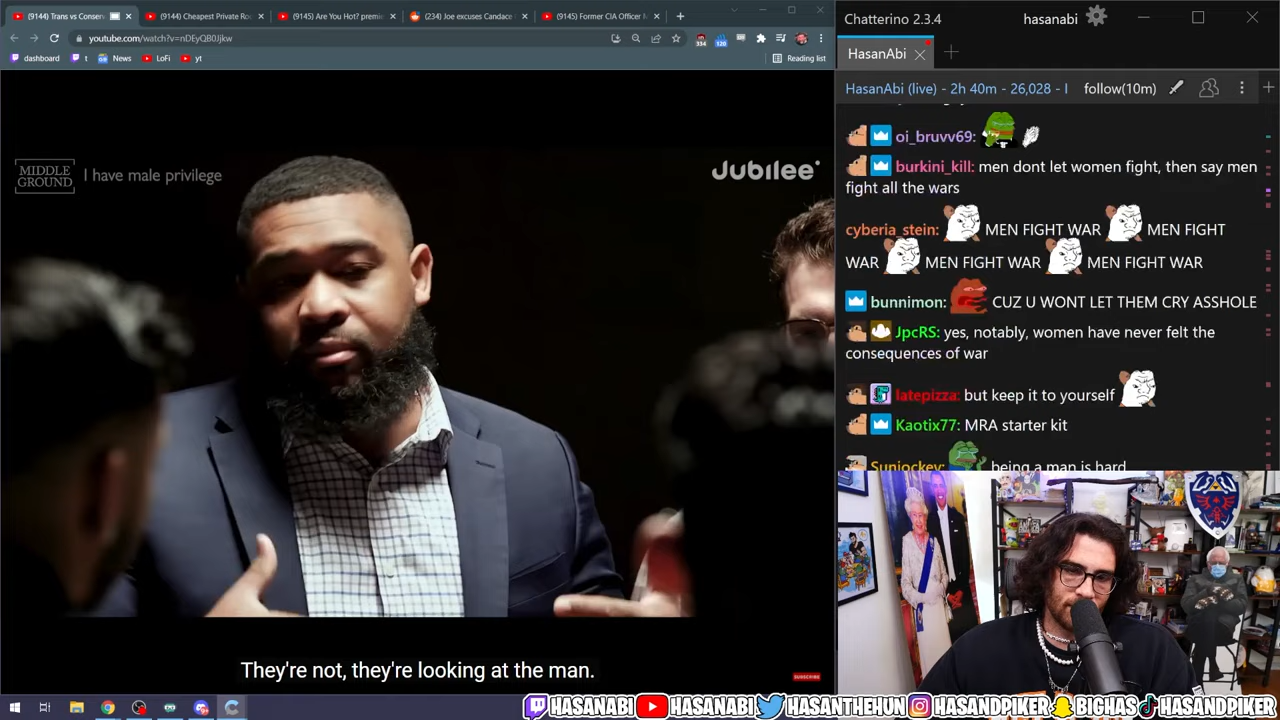 (9144) Trans vs Conserv
(9144) Cheapest Private Ro
(9145) Are You Hot? premi
(234) Joe excuses Candace
(9145) Former CIA Officer
youtube.com/watch?v=nDEyQB0Jjkw
334
120
dashboard
t
News
LoFi
yt
Reading list
MIDDLE
GROUND
I have male privilege
Jubilee
They're not, they're looking at the man.
SUBSCRIBE
Chatterino 2.3.4
hasanabi
HasanAbi
HasanAbi (live) - 2h 40m - 26,028 - I
follow(10m)
oi_bruvv69:
burkini_kill: men dont let women fight, then say men
fight all the wars
cyberia_stein: MEN FIGHT WAR MEN FIGHT
WAR MEN FIGHT WAR MEN FIGHT WAR
bunnimon: CUZ U WONT LET THEM CRY ASSHOLE
JpcRS: yes, notably, women have never felt the
consequences of war
latepizza: but keep it to yourself
Kaotix77: MRA starter kit
Sunjockey: being a man is hard
HASANABI HASANABI HASANTHEHUN HASANDPIKER BIGHAS HASANDPIKER